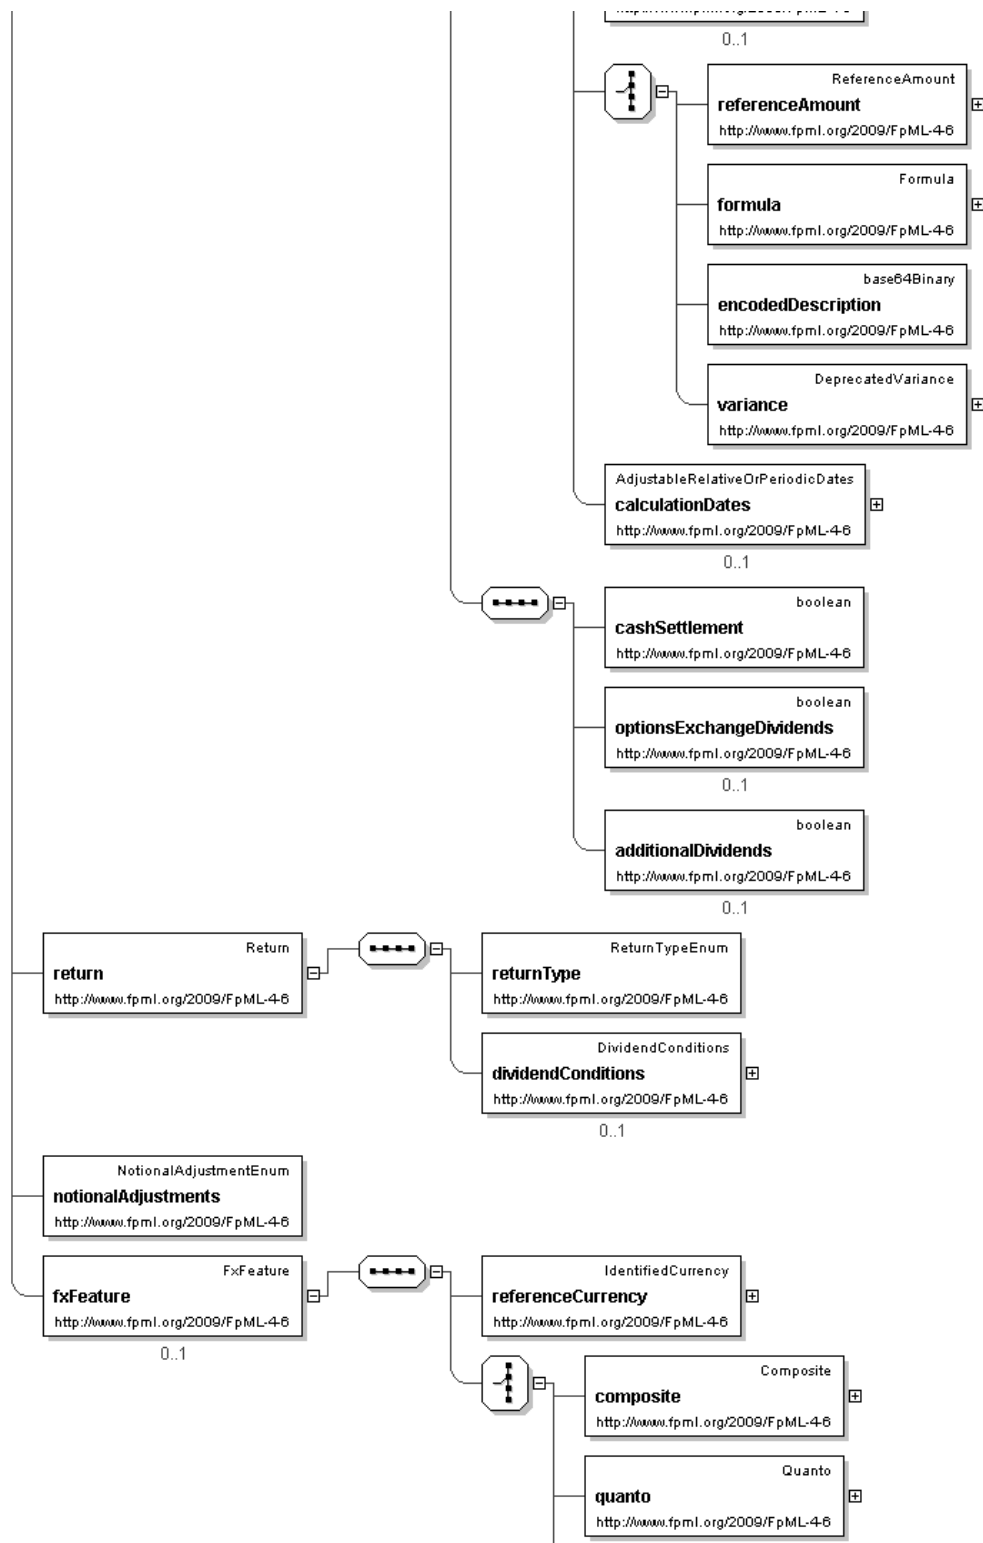 0..1
ReferenceAmount
referenceAmount
http://www.fpml.org/2009/FpML-4-6
Formula
formula
http://www.fpml.org/2009/FpML-4-6
base64Binary
encodedDescription
http://www.fpml.org/2009/FpML-4-6
DeprecatedVariance
variance
http://www.fpml.org/2009/FpML-4-6
AdjustableRelativeOrPeriodicDates
calculationDates
http://www.fpml.org/2009/FpML-4-6
0..1
boolean
cashSettlement
http://www.fpml.org/2009/FpML-4-6
boolean
optionsExchangeDividends
http://www.fpml.org/2009/FpML-4-6
0..1
boolean
additionalDividends
http://www.fpml.org/2009/FpML-4-6
0..1
Return
return
http://www.fpml.org/2009/FpML-4-6
ReturnTypeEnum
returnType
http://www.fpml.org/2009/FpML-4-6
DividendConditions
dividendConditions
http://www.fpml.org/2009/FpML-4-6
0..1
NotionalAdjustmentEnum
notionalAdjustments
http://www.fpml.org/2009/FpML-4-6
FxFeature
fxFeature
http://www.fpml.org/2009/FpML-4-6
0..1
IdentifiedCurrency
referenceCurrency
http://www.fpml.org/2009/FpML-4-6
Composite
composite
http://www.fpml.org/2009/FpML-4-6
Quanto
quanto
http://www.fpml.org/2009/FpML-4-6